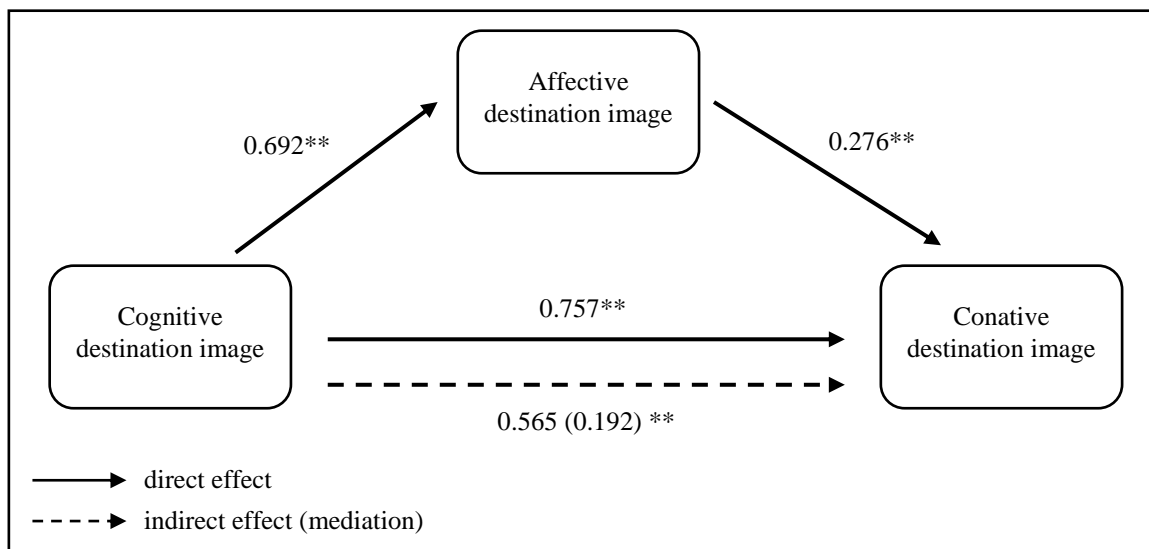 Affective
destination image
0.692**
0.276**
Cognitive
destination image
0.757**
Conative
destination image
0.565 (0.192) **
direct effect
indirect effect (mediation)